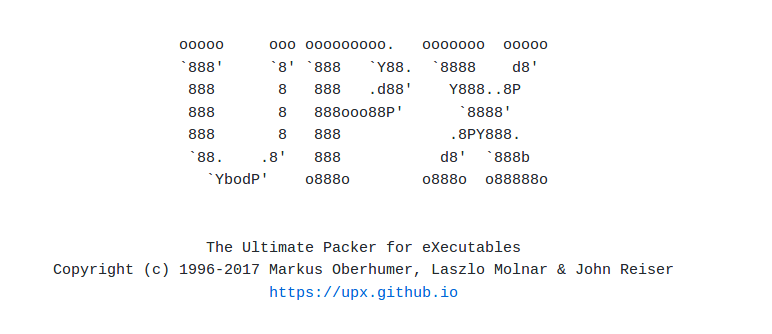 ooooo     ooo ooooooooo.   ooooooo  ooooo
`888'     `8' `888   `Y88.  `8888    d8'
 888       8   888   .d88'    Y888..8P
 888       8   888ooo88P'      `8888'
 888       8   888            .8PY888.
 `88.    .8'   888           d8'  `888b
   `YbodP'    o888o        o888o  o88888o
The Ultimate Packer for eXecutables
Copyright (c) 1996-2017 Markus Oberhumer, Laszlo Molnar & John Reiser
https://upx.github.io